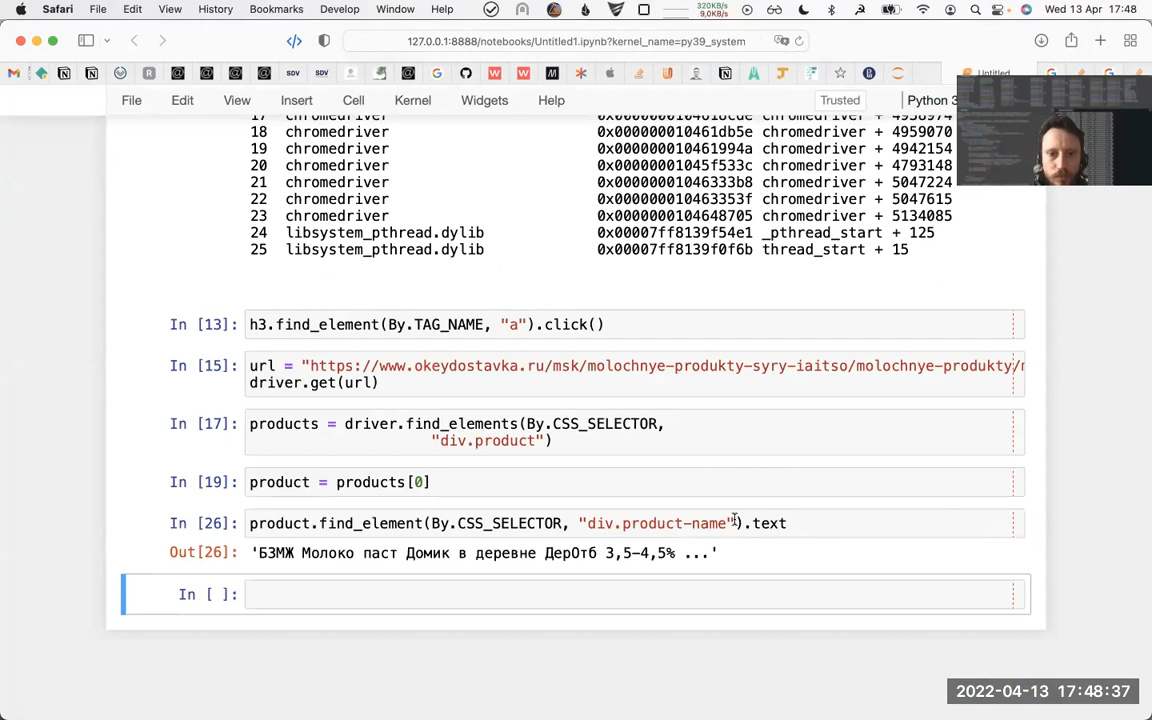 Safari File Edit View History Bookmarks Develop Window Help 320KB/s 9,0KB/s Wed 13 Apr 17:48
127.0.0.1:8888/notebooks/Untitled1.ipynb?kernel_name=py39_system
SDV SDV Untitled
File Edit View Insert Cell Kernel Widgets Help Trusted Python 3
18 chromedriver 0x000000010461db5e chromedriver + 4959070
19 chromedriver 0x000000010461994a chromedriver + 4942154
20 chromedriver 0x00000001045f533c chromedriver + 4793148
21 chromedriver 0x00000001046333b8 chromedriver + 5047224
22 chromedriver 0x000000010463353f chromedriver + 5047615
23 chromedriver 0x0000000104648705 chromedriver + 5134085
24 libsystem_pthread.dylib 0x00007ff8139f54e1 _pthread_start + 125
25 libsystem_pthread.dylib 0x00007ff8139f0f6b thread_start + 15
In [13]: h3.find_element(By.TAG_NAME, "a").click()
In [15]: url = "https://www.okeydostavka.ru/msk/molochnye-produkty-syry-iaitso/molochnye-produkty/
driver.get(url)
In [17]: products = driver.find_elements(By.CSS_SELECTOR,
"div.product")
In [19]: product = products[0]
In [26]: product.find_element(By.CSS_SELECTOR, "div.product-name").text
Out[26]: 'БЗМЖ Молоко паст Домик в деревне ДерОтб 3,5-4,5% ...'
In [ ]:
2022-04-13 17:48:37